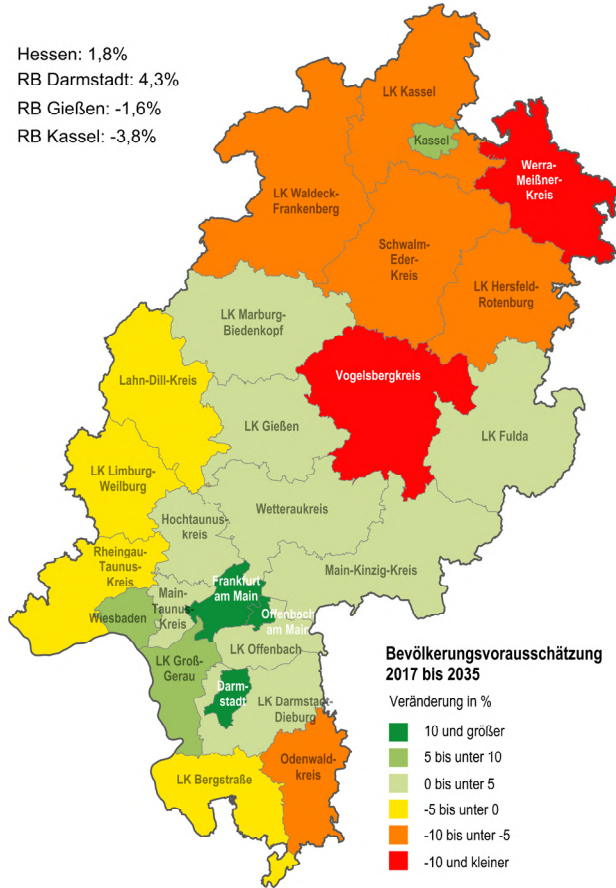 Hessen: 1,8%
RB Darmstadt: 4,3%
RB Gießen: -1,6%
RB Kassel: -3,8%
LK Kassel
Kassel
Werra-
Meißner-
Kreis
LK Waldeck-
Frankenberg
Schwalm-
Eder-
Kreis
LK Hersfeld-
Rotenburg
LK Marburg-
Biedenkopf
Lahn-Dill-Kreis
Vogelsbergkreis
LK Gießen
LK Fulda
LK Limburg-
Weilburg
Wetteraukreis
Hochtaunus-
kreis
Rheingau-
Taunus-
Kreis
Main-Kinzig-Kreis
Frankfurt
am Main
Main-
Taunus-
Kreis
Wiesbaden
Offenbach
am Main
LK Offenbach
LK Groß-
Gerau
Darm-
stadt
LK Darmstadt-
Dieburg
LK Bergstraße
Odenwald-
kreis
Bevölkerungsvorausschätzung
2017 bis 2035
Veränderung in %
10 und größer
5 bis unter 10
0 bis unter 5
-5 bis unter 0
-10 bis unter -5
-10 und kleiner